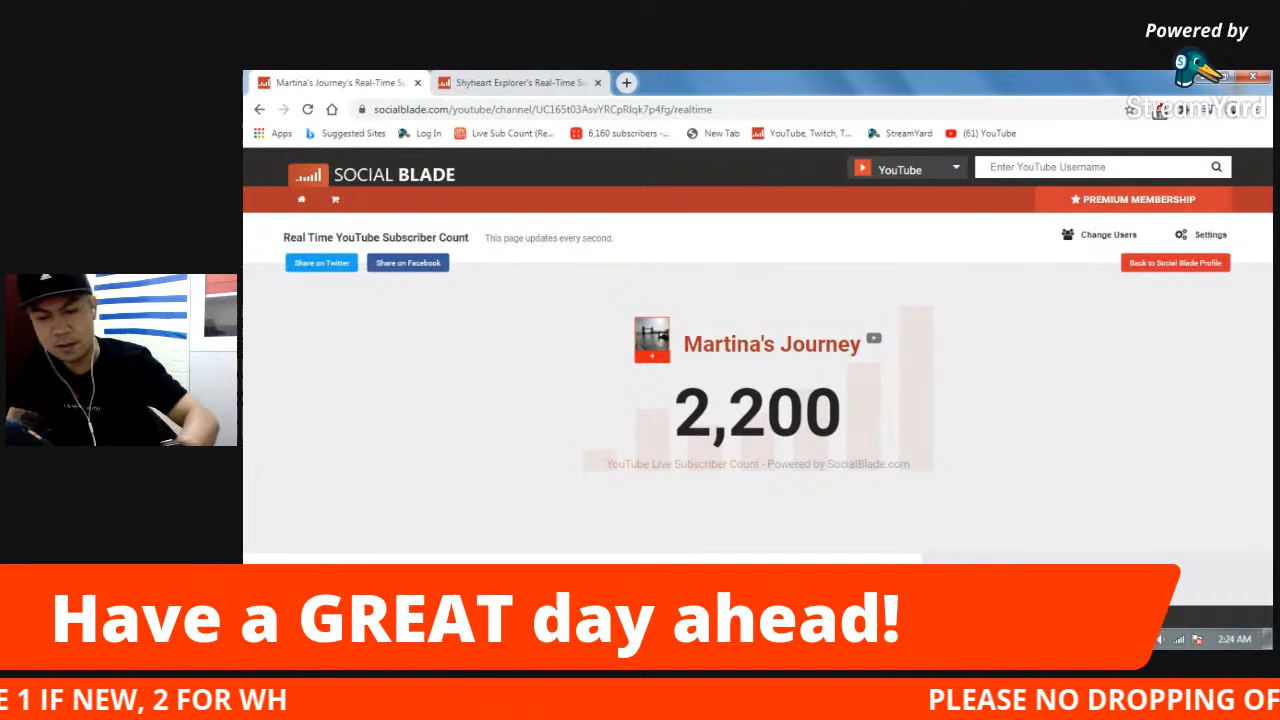 Powered by
StreamYard
Martina's Journey's Real-Time Su
Shyheart Explorer's Real-Time Su
socialblade.com/youtube/channel/UC165t03AsvYRCpRIqk7p4fg/realtime
Apps
Suggested Sites
Log In
Live Sub Count (Re...
6,160 subscribers -...
New Tab
YouTube, Twitch, T...
StreamYard
(61) YouTube
SOCIAL BLADE
YouTube
Enter YouTube Username
PREMIUM MEMBERSHIP
Real Time YouTube Subscriber Count
This page updates every second.
Change Users
Settings
Share on Twitter
Share on Facebook
Back to Social Blade Profile
Martina's Journey
2,200
YouTube Live Subscriber Count - Powered by SocialBlade.com
Have a GREAT day ahead!
2:24 AM
E 1 IF NEW, 2 FOR WH
PLEASE NO DROPPING OF